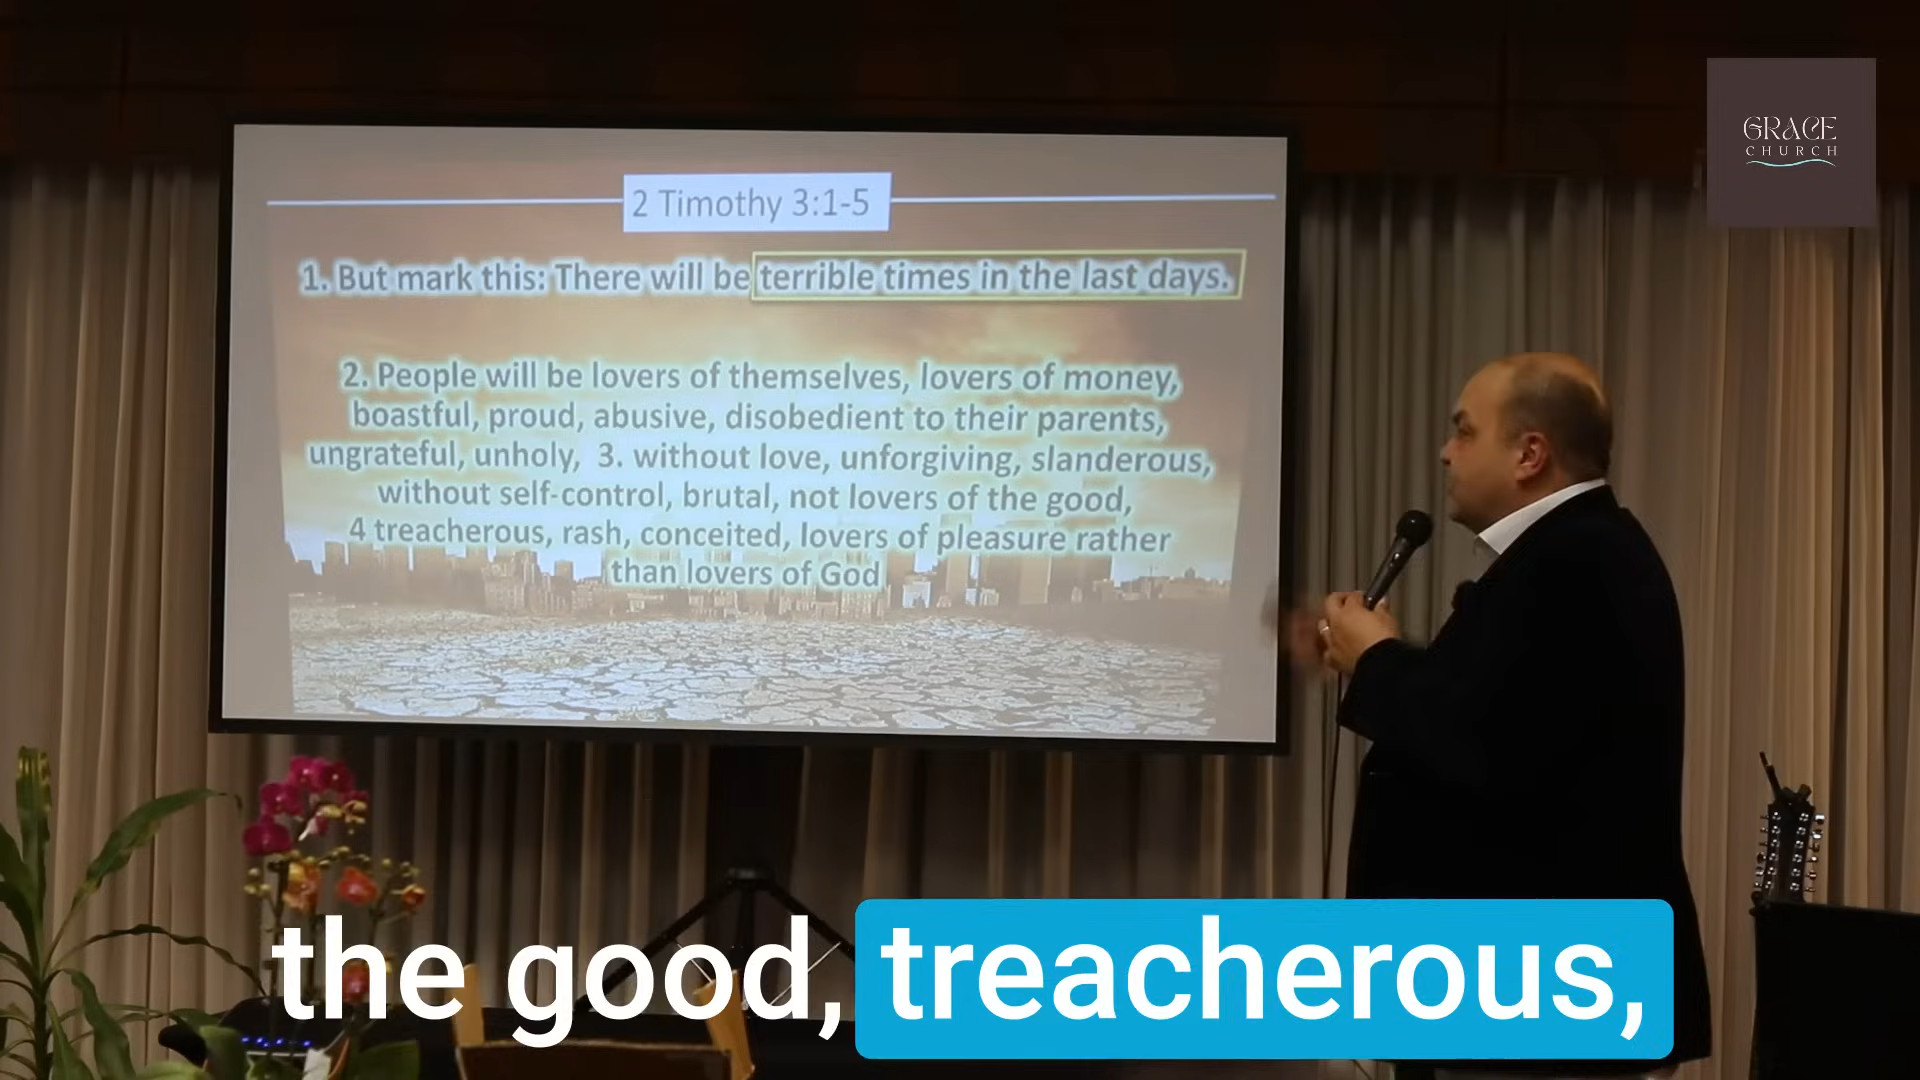 GRACE
CHURCH
2 Timothy 3:1-5
1. But mark this: There will be terrible times in the last days.
2. People will be lovers of themselves, lovers of money,
boastful, proud, abusive, disobedient to their parents,
ungrateful, unholy, 3. without love, unforgiving, slanderous,
without self-control, brutal, not lovers of the good,
4 treacherous, rash, conceited, lovers of pleasure rather
than lovers of God
the good, treacherous,